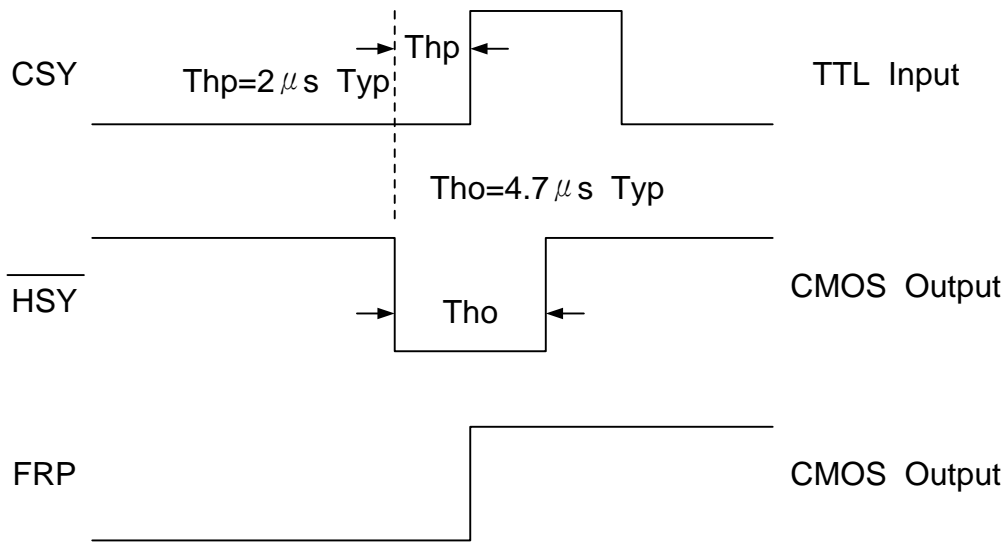 Thp
CSY
Thp=2μs Typ
TTL Input
Tho=4.7μs Typ
HSY
Tho
CMOS Output
FRP
CMOS Output